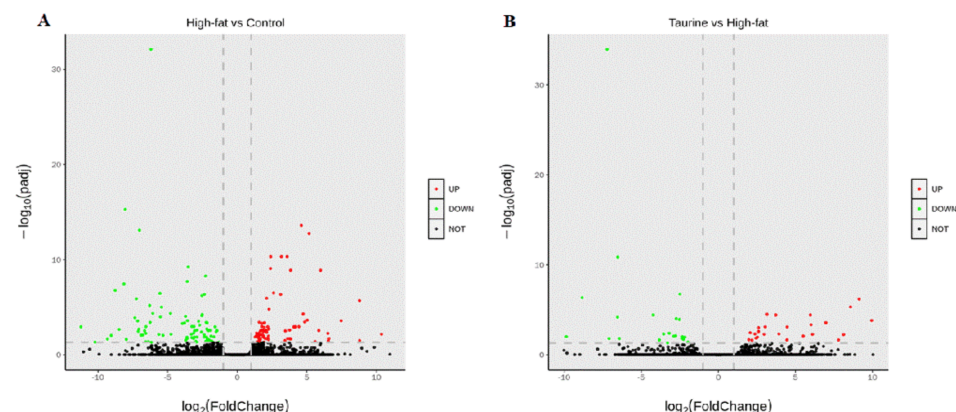 A
High-fat vs Control
30
20
10
0
-10
-5
0
5
10
−log10(padj)
log2(FoldChange)
UP
DOWN
NOT
B
Taurine vs High-fat
30
20
10
0
-10
-5
0
5
10
−log10(padj)
log2(FoldChange)
UP
DOWN
NOT